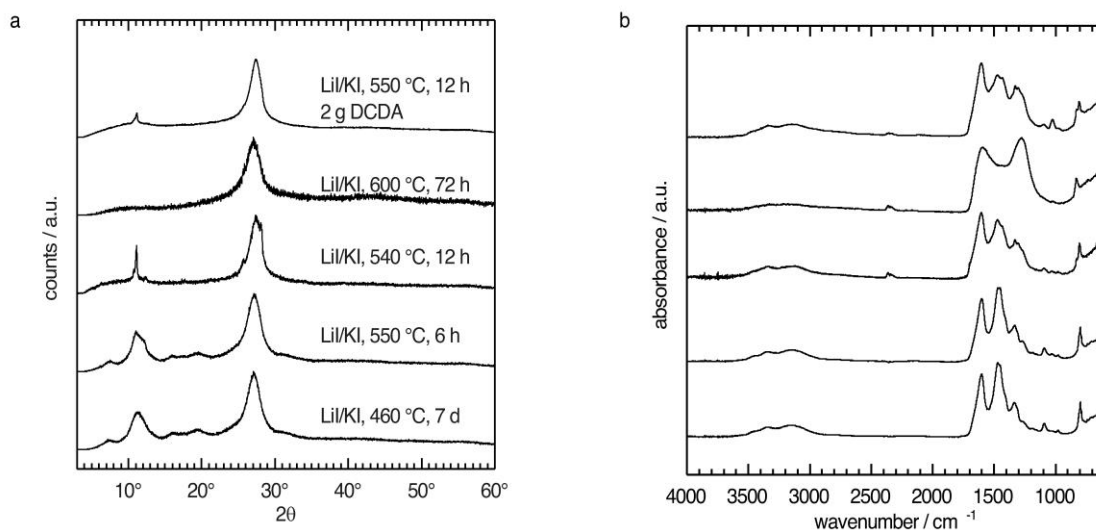 a
LiI/KI, 550 °C, 12 h
2 g DCDA
LiI/KI, 600 °C, 72 h
LiI/KI, 540 °C, 12 h
LiI/KI, 550 °C, 6 h
LiI/KI, 460 °C, 7 d
counts / a.u.
10° 20° 30° 40° 50° 60°
2θ
b
absorbance / a.u.
4000 3500 3000 2500 2000 1500 1000
wavenumber / cm -1